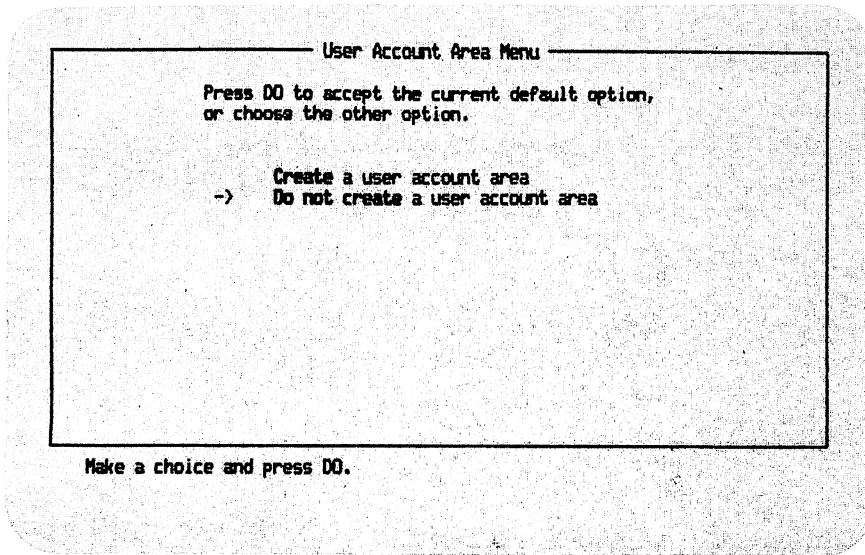 User Account Area Menu
Press DO to accept the current default option,
or choose the other option.
Create a user account area
-> Do not create a user account area
Make a choice and press DO.